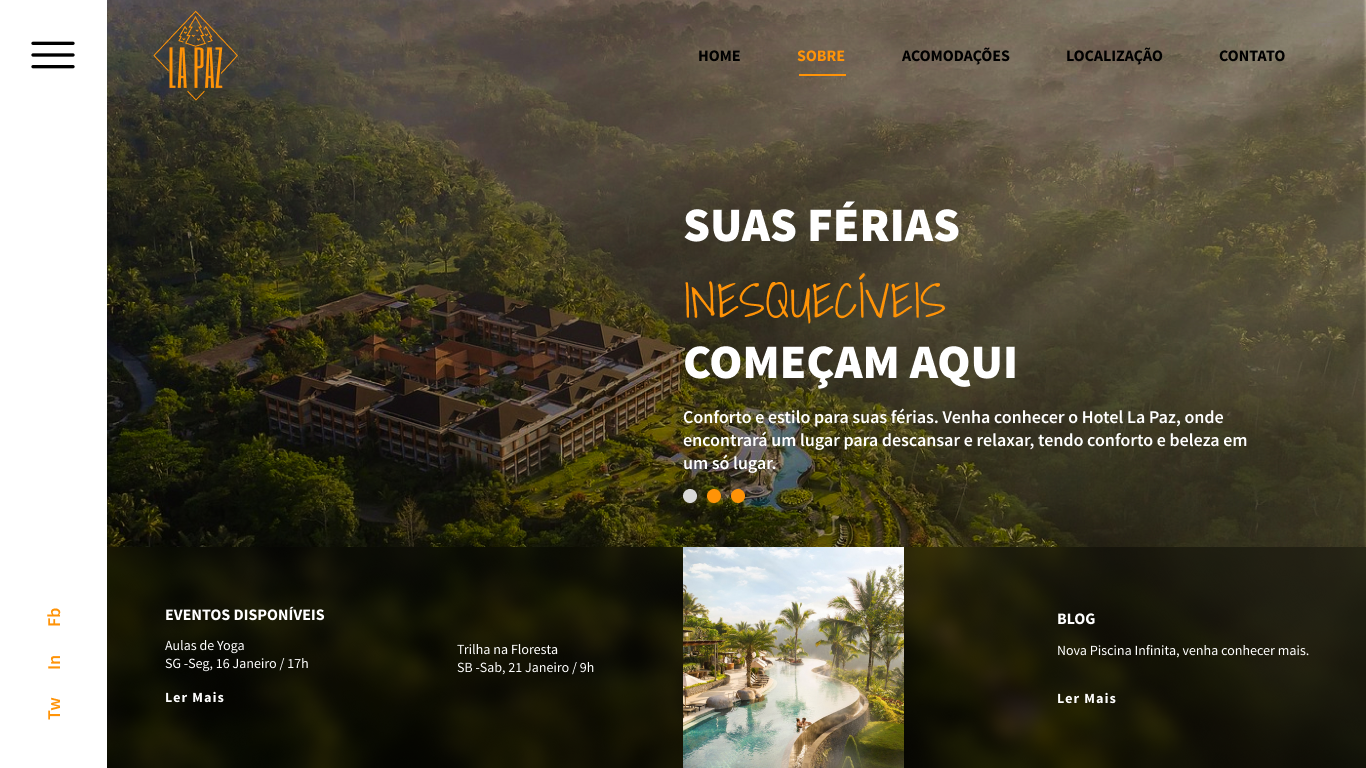 LA PAZ
HOME
SOBRE
ACOMODAÇÕES
LOCALIZAÇÃO
CONTATO
SUAS FÉRIAS
INESQUECÍVEIS
COMEÇAM AQUI
Conforto e estilo para suas férias. Venha conhecer o Hotel La Paz, onde
encontrará um lugar para descansar e relaxar, tendo conforto e beleza em
um só lugar.
Fb
In
Tw
EVENTOS DISPONÍVEIS
Aulas de Yoga
SG -Seg, 16 Janeiro / 17h
Ler Mais
Trilha na Floresta
SB -Sab, 21 Janeiro / 9h
BLOG
Nova Piscina Infinita, venha conhecer mais.
Ler Mais